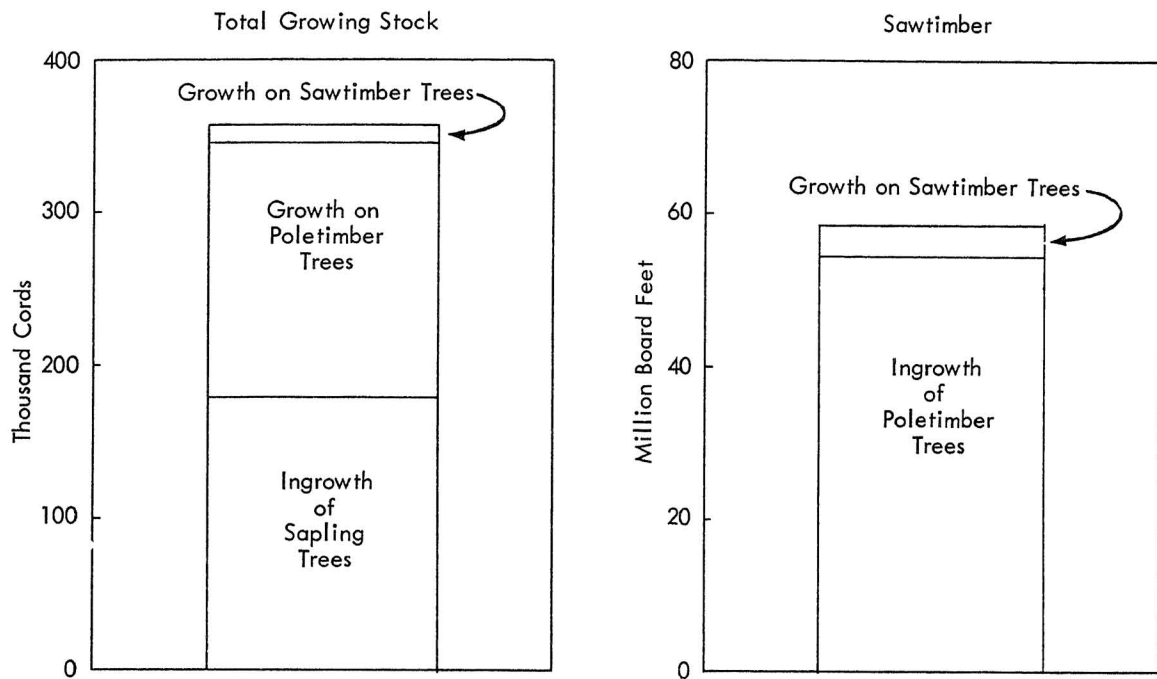 Total Growing Stock
Thousand Cords
400
300
200
100
0
Growth on Sawtimber Trees
Growth on
Poletimber
Trees
Ingrowth
of
Sapling
Trees
Sawtimber
Million Board Feet
80
60
40
20
0
Growth on Sawtimber Trees
Ingrowth
of
Poletimber
Trees